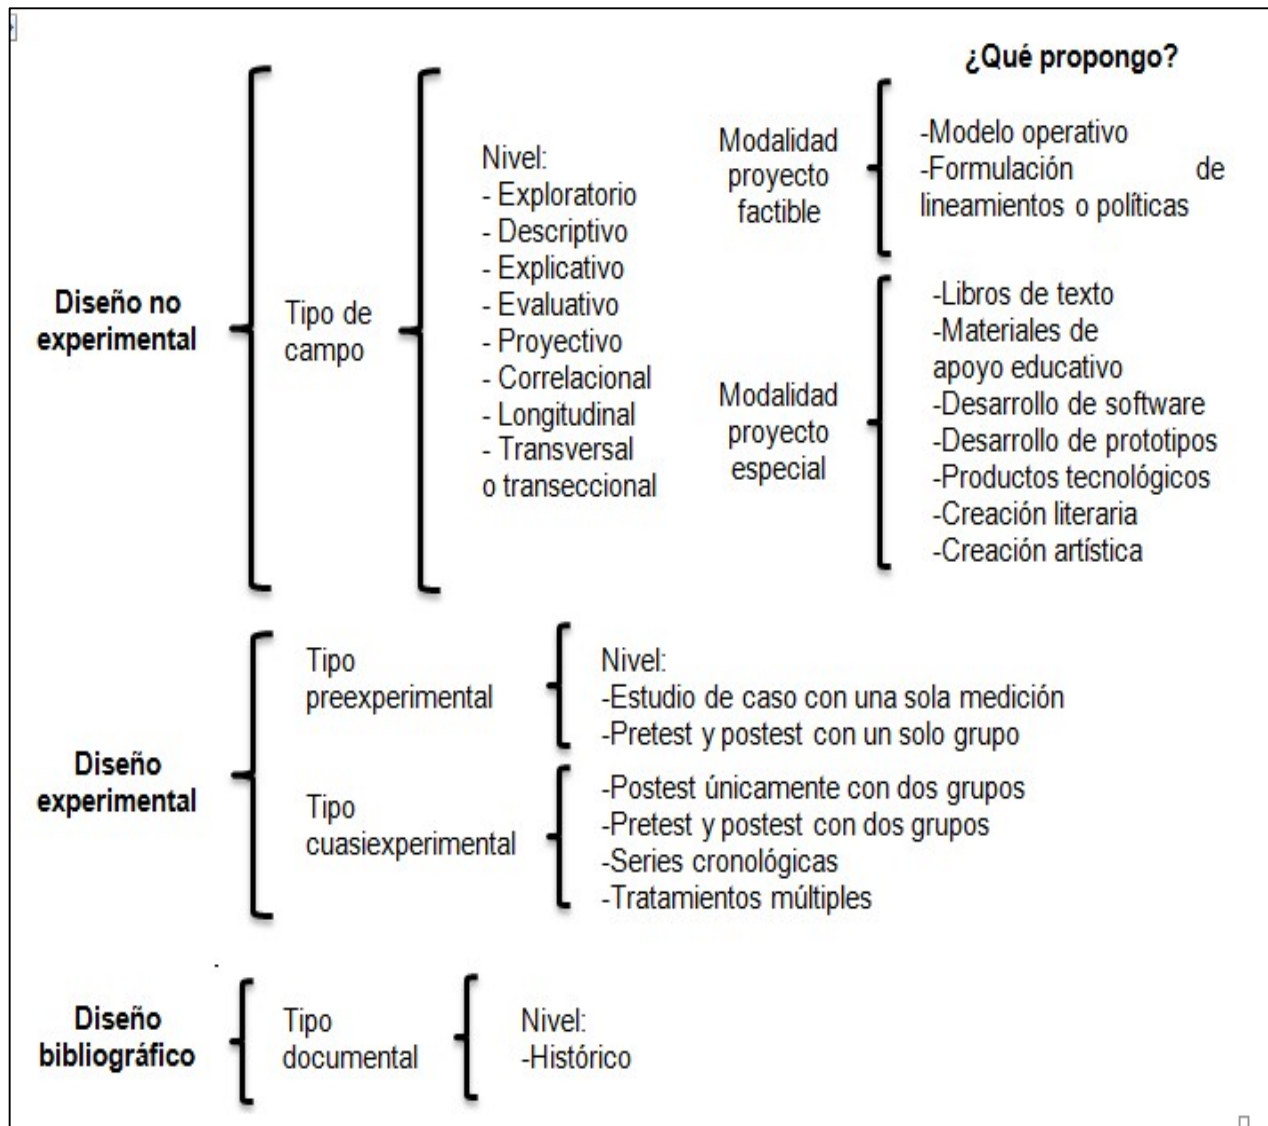 ¿Qué propongo?
Diseño no
experimental
Tipo de
campo
Nivel:
- Exploratorio
- Descriptivo
- Explicativo
- Evaluativo
- Proyectivo
- Correlacional
- Longitudinal
- Transversal
o transeccional
Modalidad
proyecto
factible
-Modelo operativo
-Formulación de
lineamientos o políticas
Modalidad
proyecto
especial
-Libros de texto
-Materiales de
apoyo educativo
-Desarrollo de software
-Desarrollo de prototipos
-Productos tecnológicos
-Creación literaria
-Creación artística
Diseño
experimental
Tipo
preexperimental
Nivel:
-Estudio de caso con una sola medición
-Pretest y postest con un solo grupo
Tipo
cuasiexperimental
-Postest únicamente con dos grupos
-Pretest y postest con dos grupos
-Series cronológicas
-Tratamientos múltiples
Diseño
bibliográfico
Tipo
documental
Nivel:
-Histórico